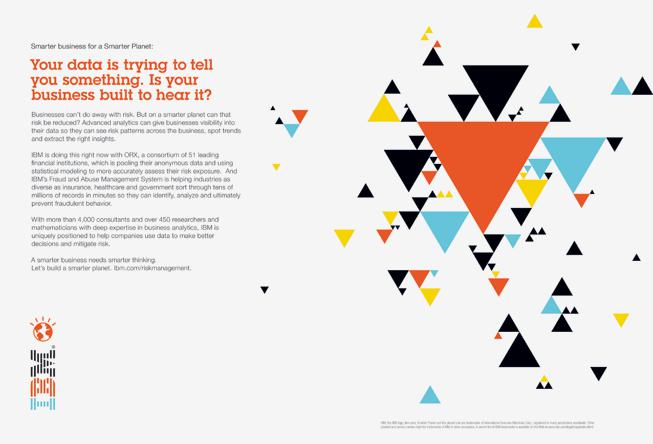 Smarter business for a Smarter Planet:
Your data is trying to tell
you something. Is your
business built to hear it?
Businesses can't do away with risk. But on a smarter planet can that
risk be reduced? Advanced analytics can give businesses visibility into
their data so they can see risk patterns across the business, spot trends
and extract the right insights.
IBM is doing this right now with ORX, a consortium of 51 leading
financial institutions, which is pooling their anonymous data and using
statistical modeling to more accurately assess their risk exposure. And
IBM's Fraud and Abuse Management System is helping industries as
diverse as insurance, healthcare and government sort through tens of
millions of records in minutes so they can identify, analyze and ultimately
prevent fraudulent behavior.
With more than 4,000 consultants and over 450 researchers and
mathematicians with deep expertise in business analytics, IBM is
uniquely positioned to help companies use data to make better
decisions and mitigate risk.
A smarter business needs smarter thinking.
Let's build a smarter planet. ibm.com/riskmanagement.